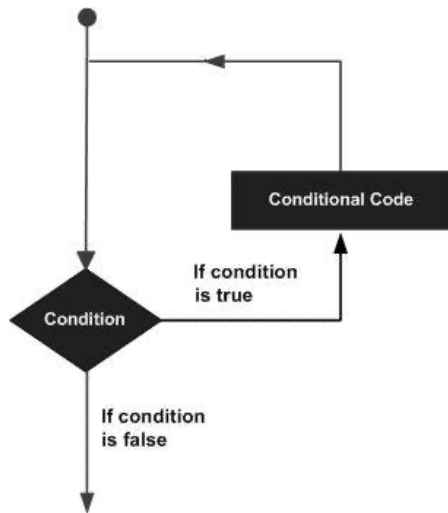 Conditional Code
If condition
is true
Condition
If condition
is false